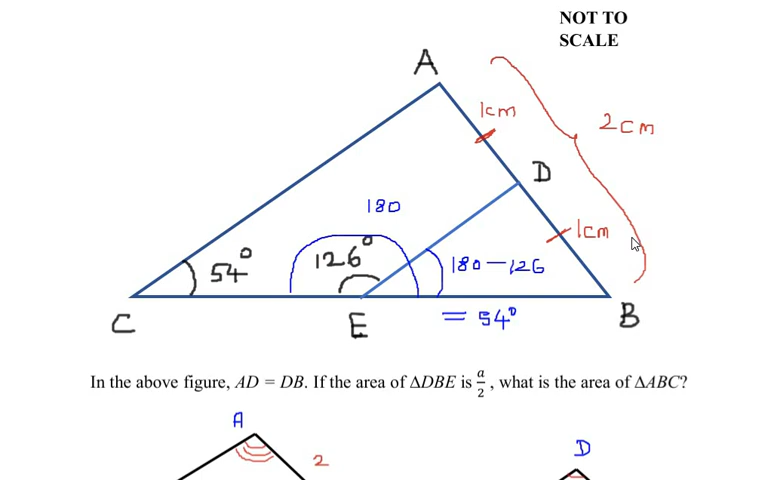 NOT TO
SCALE
A
1cm
2cm
D
180
1cm
126°
54°
180-126
C
E
= 54°
B
In the above figure, AD = DB. If the area of ΔDBE is a/2, what is the area of ΔABC?
A
D
2